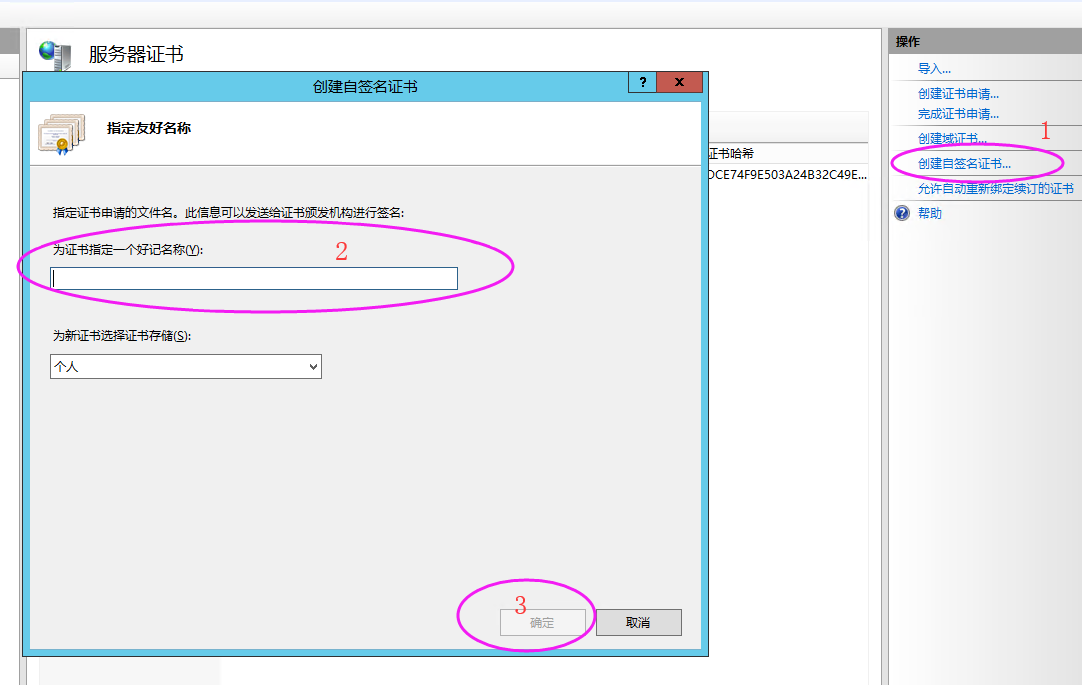 服务器证书
创建自签名证书
?
x
指定友好名称
指定证书申请的文件名。此信息可以发送给证书颁发机构进行签名:
为证书指定一个好记名称(Y):
2
为新证书选择证书存储(S):
个人
3
确定
取消
证书哈希
DCE74F9E503A24B32C49E...
操作
导入...
创建证书申请...
完成证书申请...
1
创建域证书...
创建自签名证书...
允许自动重新绑定续订的证书
?
帮助